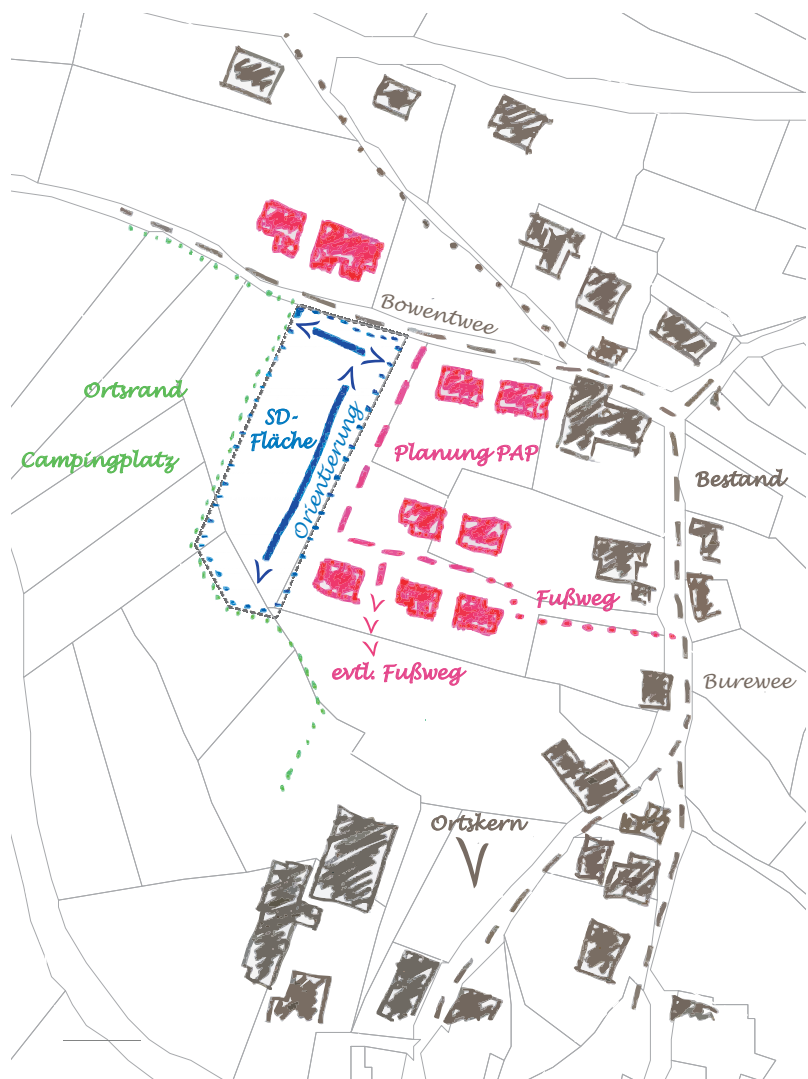 Bowentwee
Ortsrand
SD-
Fläche
Orientierung
Campingplatz
Planung PAP
Bestand
Fußweg
evtl. Fußweg
Burewee
Ortskern